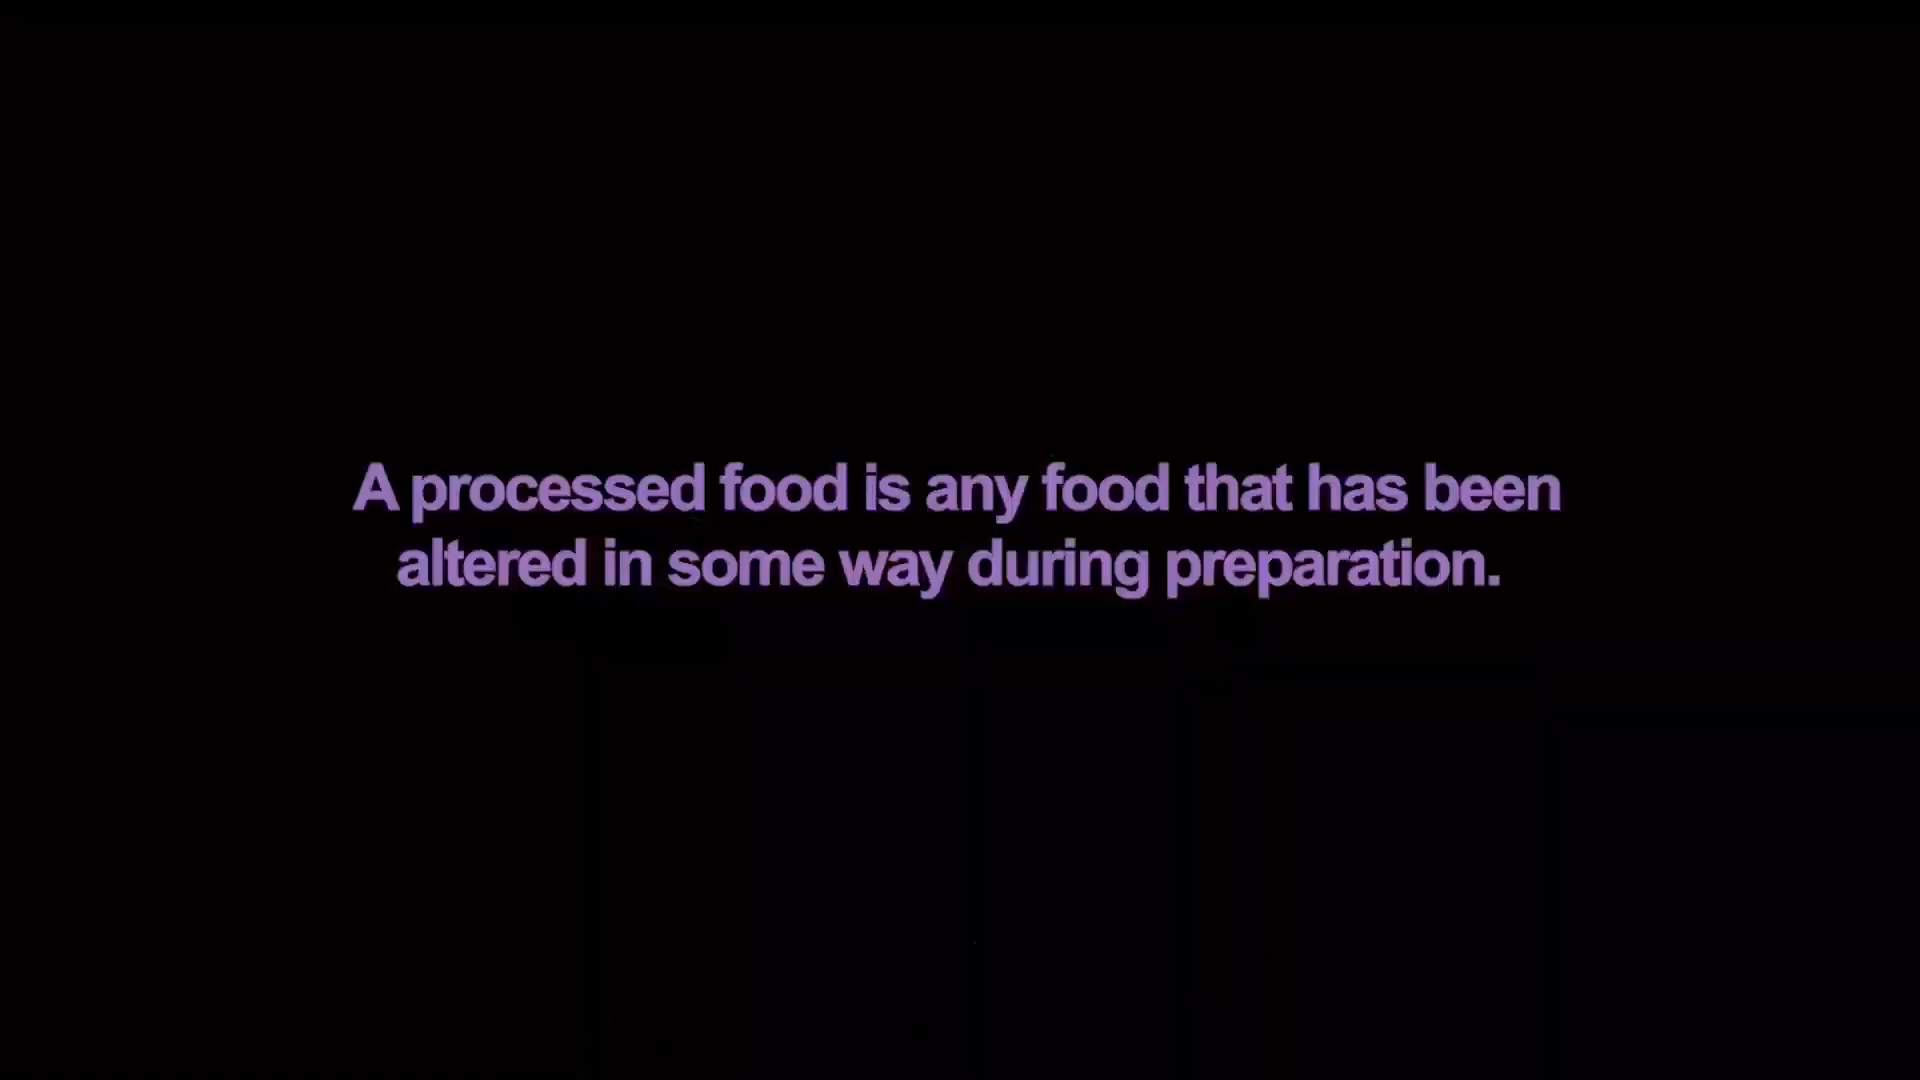 A processed food is any food that has been
altered in some way during preparation.